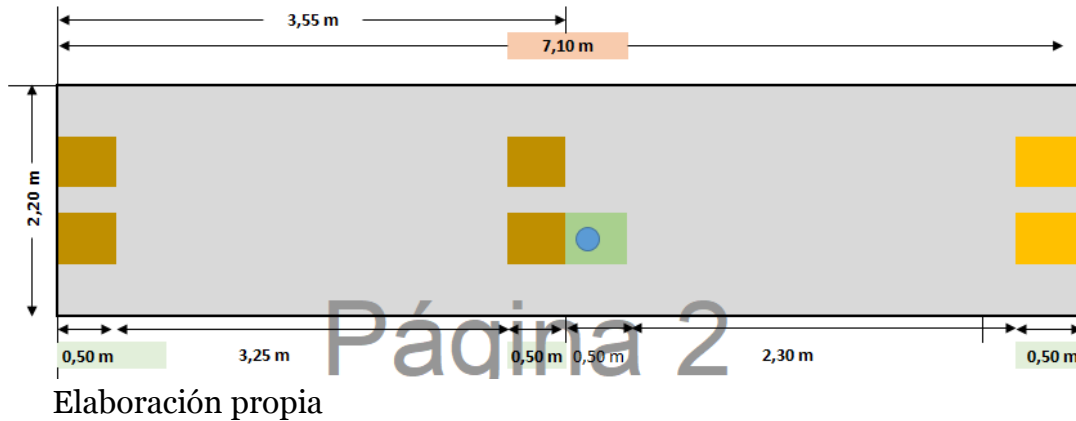 3,55 m
7,10 m
2,20 m
0,50 m 3,25 m 0,50 m 0,50 m 2,30 m 0,50 m
Página 2
Elaboración propia